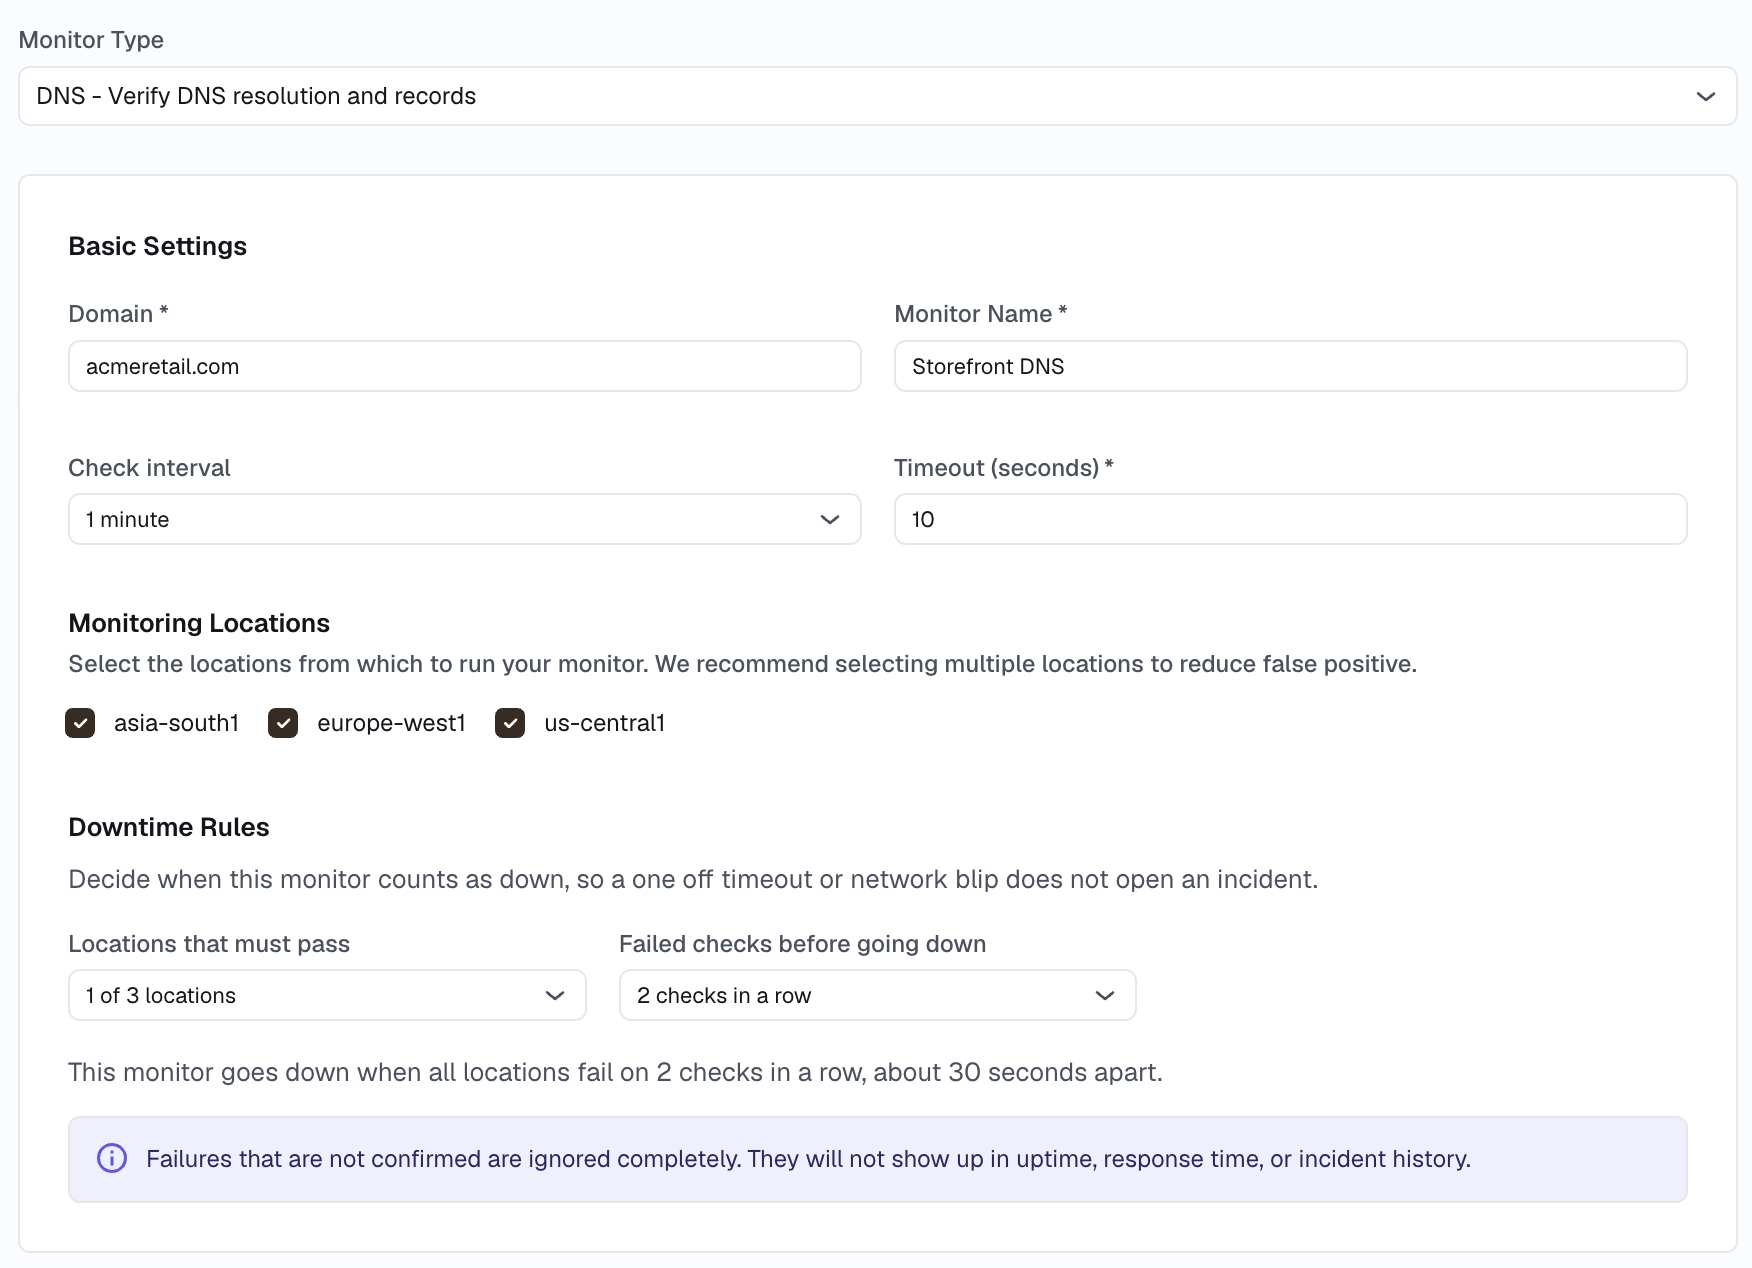 Monitor Type
DNS - Verify DNS resolution and records
Basic Settings
Domain *
Monitor Name *
acmeretail.com
Storefront DNS
Check interval
Timeout (seconds) *
1 minute
10
Monitoring Locations
Select the locations from which to run your monitor. We recommend selecting multiple locations to reduce false positive.
asia-south1 europe-west1 us-central1
Downtime Rules
Decide when this monitor counts as down, so a one off timeout or network blip does not open an incident.
Locations that must pass
Failed checks before going down
1 of 3 locations
2 checks in a row
This monitor goes down when all locations fail on 2 checks in a row, about 30 seconds apart.
Failures that are not confirmed are ignored completely. They will not show up in uptime, response time, or incident history.